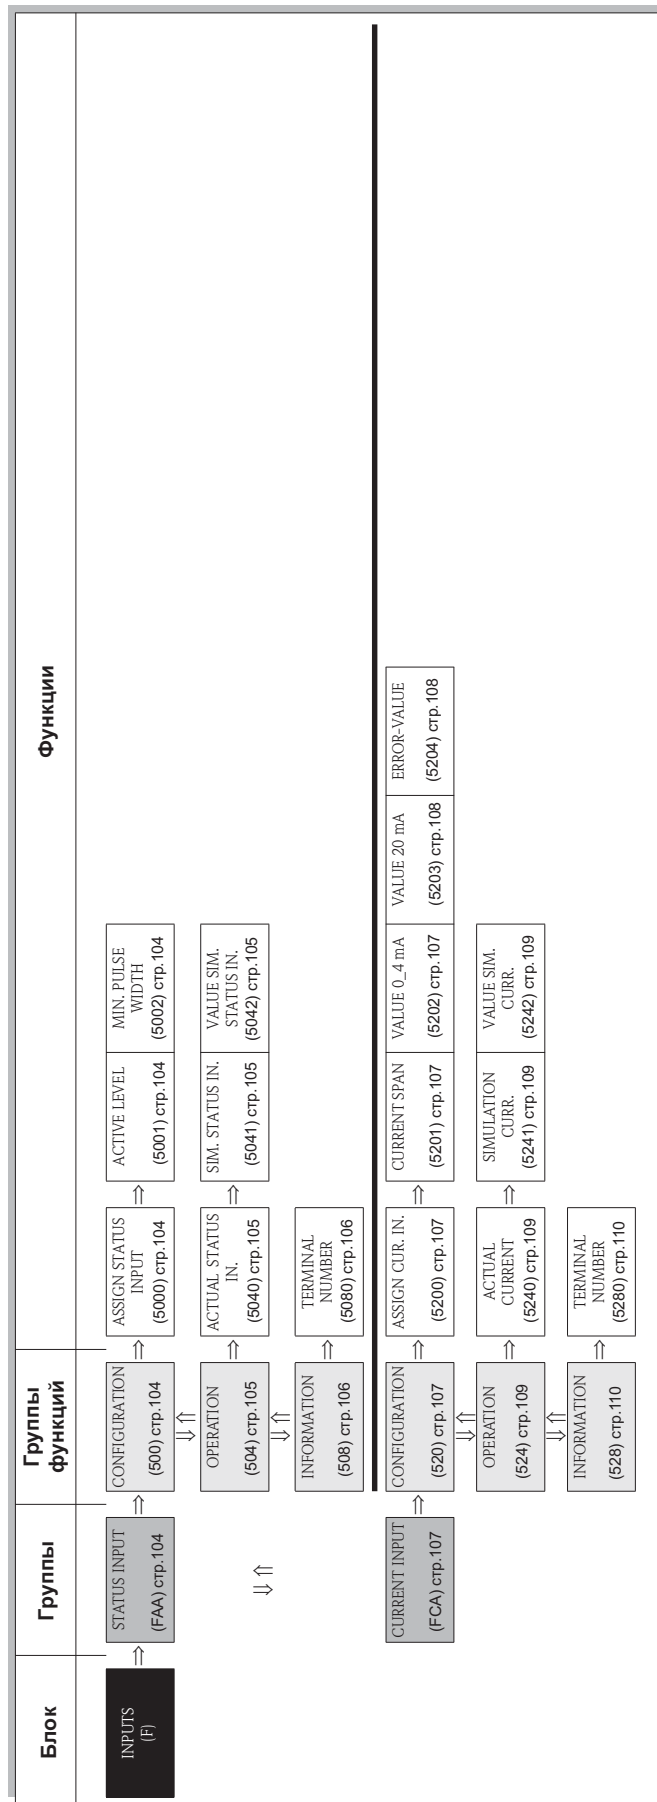 Блок
Группы
Группы
функций
Функции
INPUTS
(F)
STATUS INPUT
(FAA) стр.104
CONFIGURATION
(500) стр.104
ASSIGN STATUS
INPUT
(5000) стр.104
ACTIVE LEVEL
(5001) стр.104
MIN. PULSE
WIDTH
(5002) стр.104
OPERATION
(504) стр.105
ACTUAL STATUS
IN.
(5040) стр.105
SIM. STATUS IN.
(5041) стр.105
VALUE SIM.
STATUS IN.
(5042) стр.105
INFORMATION
(508) стр.106
TERMINAL
NUMBER
(5080) стр.106
CURRENT INPUT
(FCA) стр.107
CONFIGURATION
(520) стр.107
ASSIGN CUR. IN.
(5200) стр.107
CURRENT SPAN
(5201) стр.107
VALUE 0_4 mA
(5202) стр.107
VALUE 20 mA
(5203) стр.108
ERROR-VALUE
(5204) стр.108
OPERATION
(524) стр.109
ACTUAL
CURRENT
(5240) стр.109
SIMULATION
CURR.
(5241) стр.109
VALUE SIM.
CURR.
(5242) стр.109
INFORMATION
(528) стр.110
TERMINAL
NUMBER
(5280) стр.110